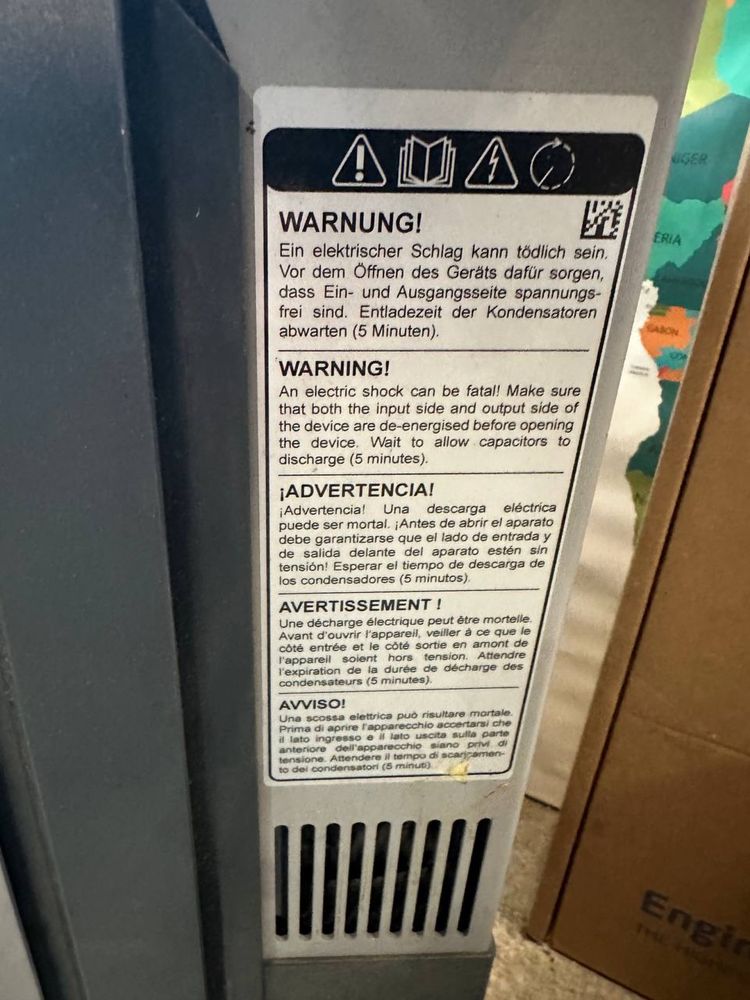 WARNUNG!
Ein elektrischer Schlag kann tödlich sein.
Vor dem Öffnen des Geräts dafür sorgen,
dass Ein- und Ausgangsseite spannungs-
frei sind. Entladezeit der Kondensatoren
abwarten (5 Minuten).
WARNING!
An electric shock can be fatal! Make sure
that both the input side and output side of
the device are de-energised before opening
the device. Wait to allow capacitors to
discharge (5 minutes).
¡ADVERTENCIA!
¡Advertencia! Una descarga eléctrica
puede ser mortal. ¡Antes de abrir el aparato
debe garantizarse que el lado de entrada y
de salida delante del aparato estén sin
tensión! Esperar el tiempo de descarga de
los condensadores (5 minutos).
AVERTISSEMENT !
Une décharge électrique peut être mortelle.
Avant d'ouvrir l'appareil, veiller à ce que le
côté entrée et le côté sortie en amont de
l'appareil soient hors tension. Attendre
l'expiration de la durée de décharge des
condensateurs (5 minutes).
AVVISO!
Una scossa elettrica può risultare mortale.
Prima di aprire l'apparecchio accertarsi che
il lato ingresso e il lato uscita sulla parte
anteriore dell'apparecchio siano privi di
tensione. Attendere il tempo di scaricamen-
to dei condensatori (5 minuti).
NIGER
ERIA
GABON
Engin
THE HIGHE